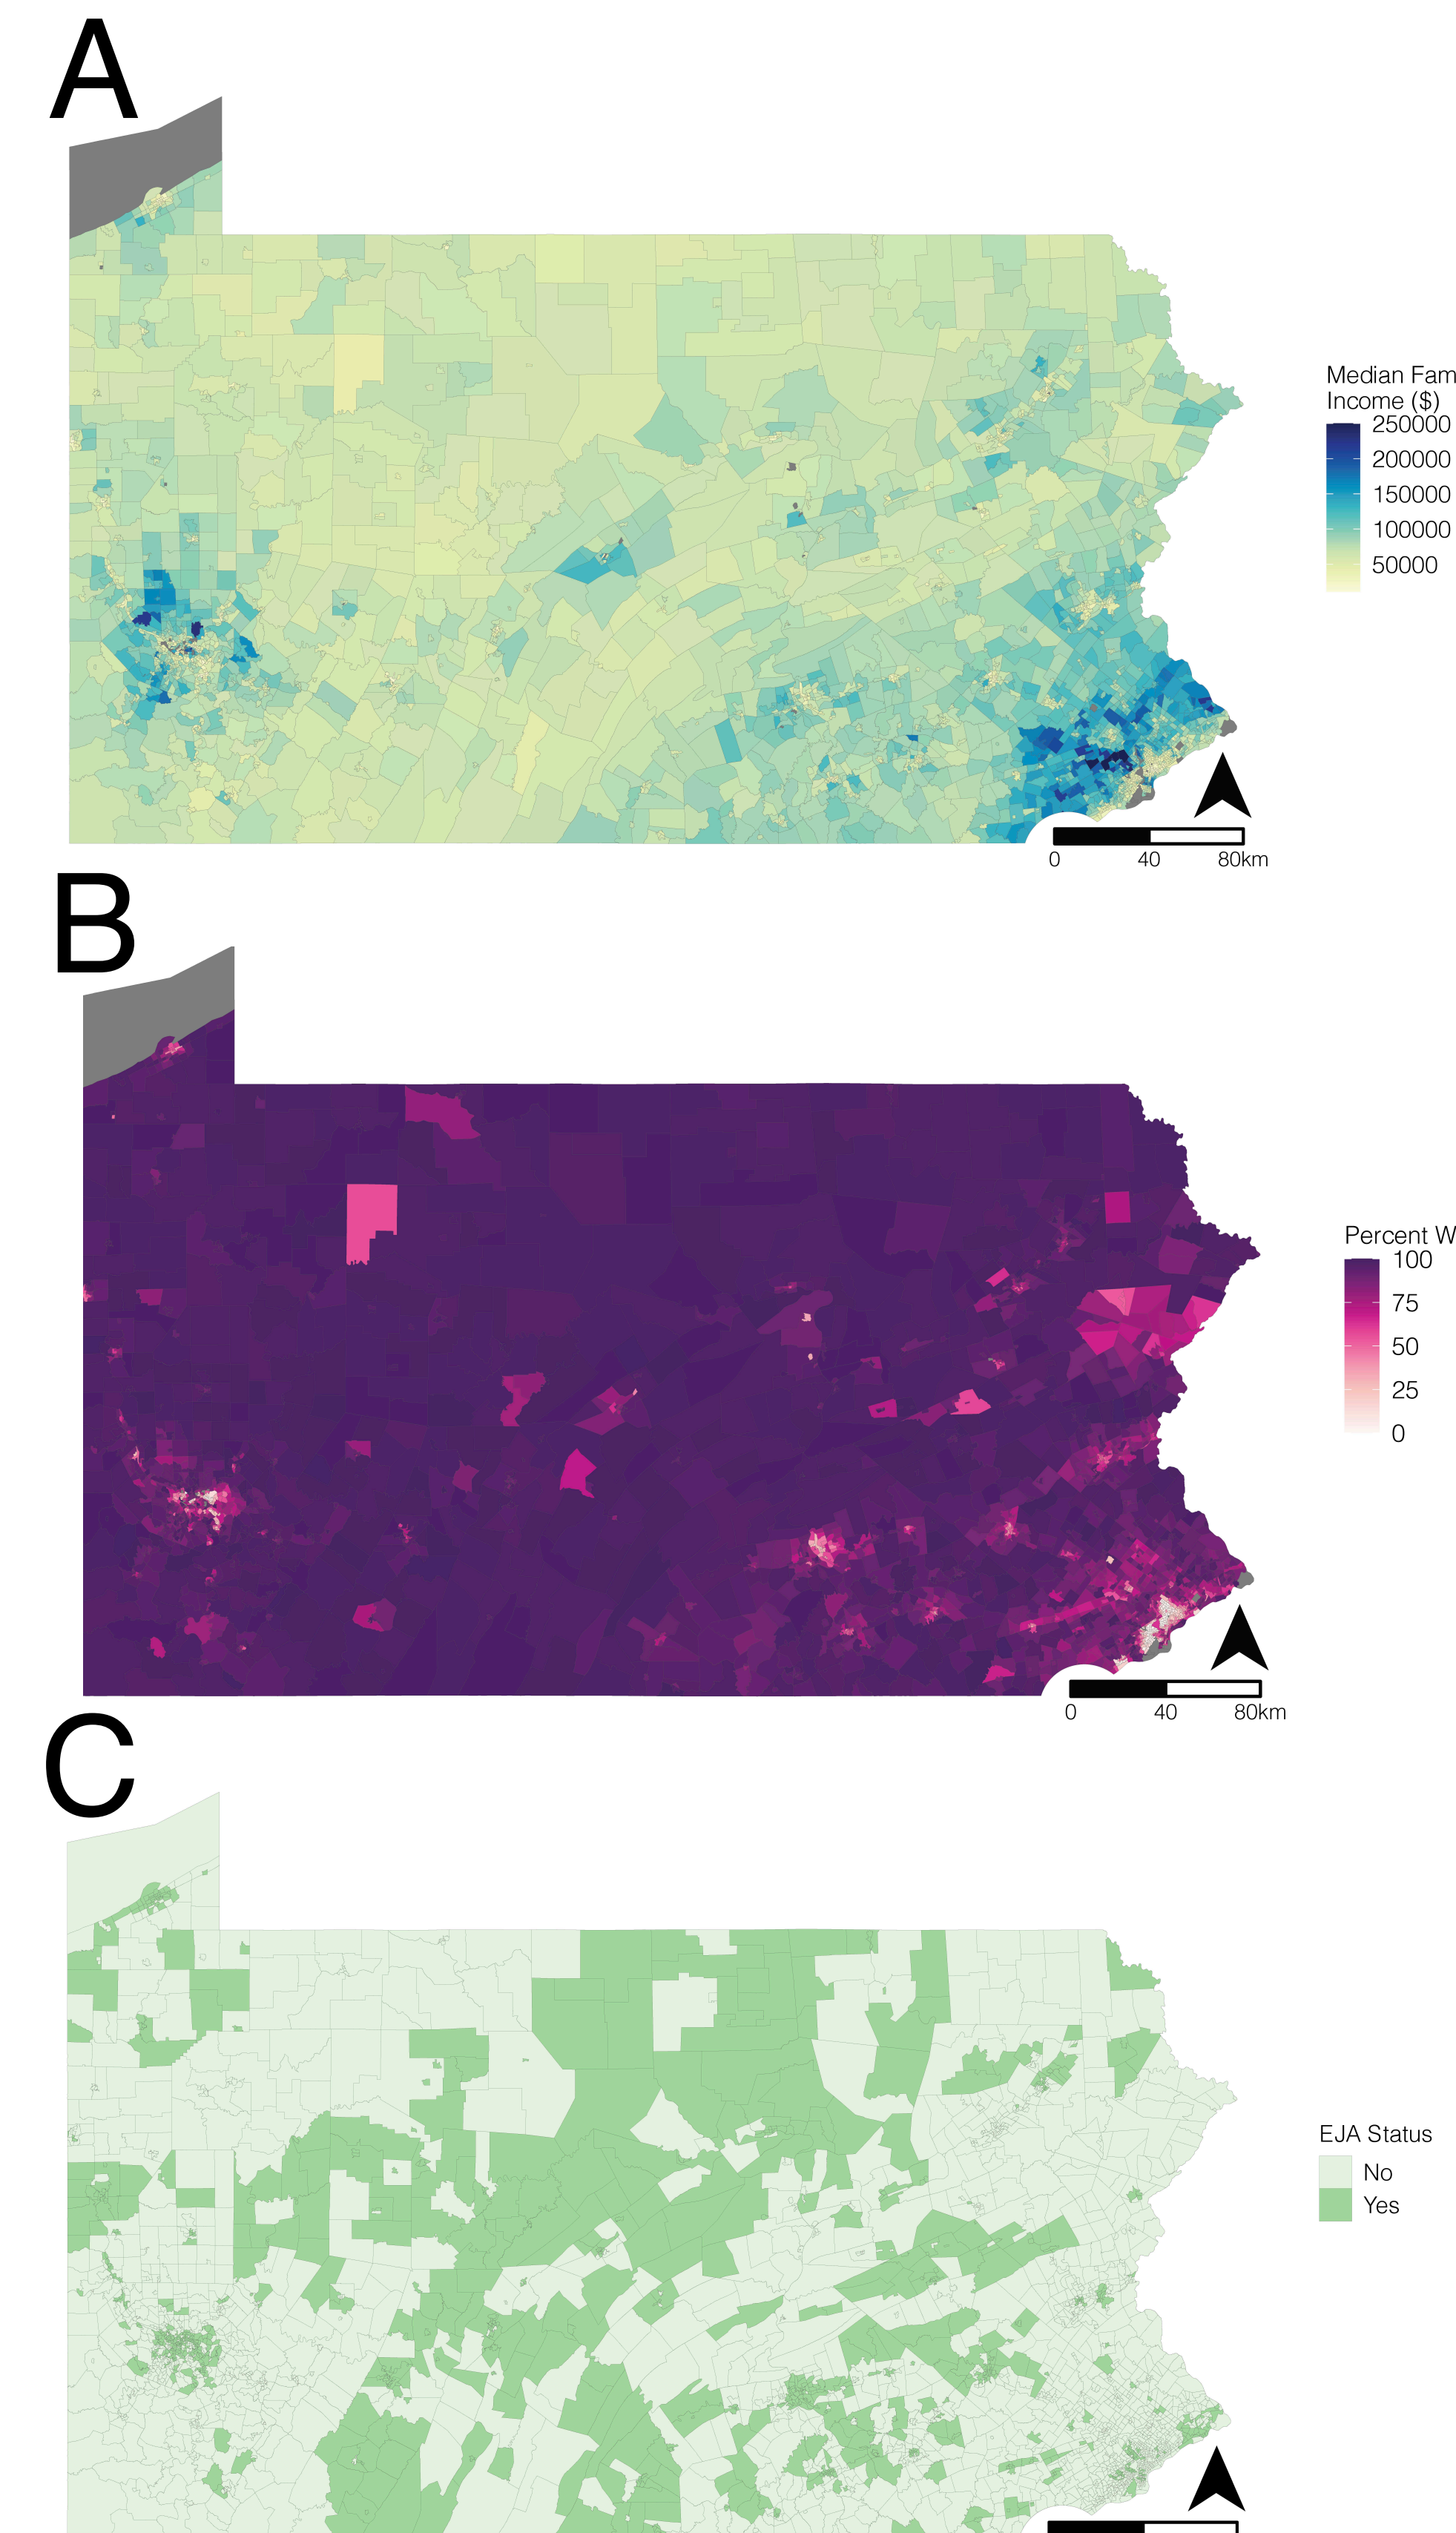 A
Median Fam
Income ($)
250000
200000
150000
100000
50000
0 40 80km
B
Percent W
100
75
50
25
0
0 40 80km
C
EJA Status
No
Yes